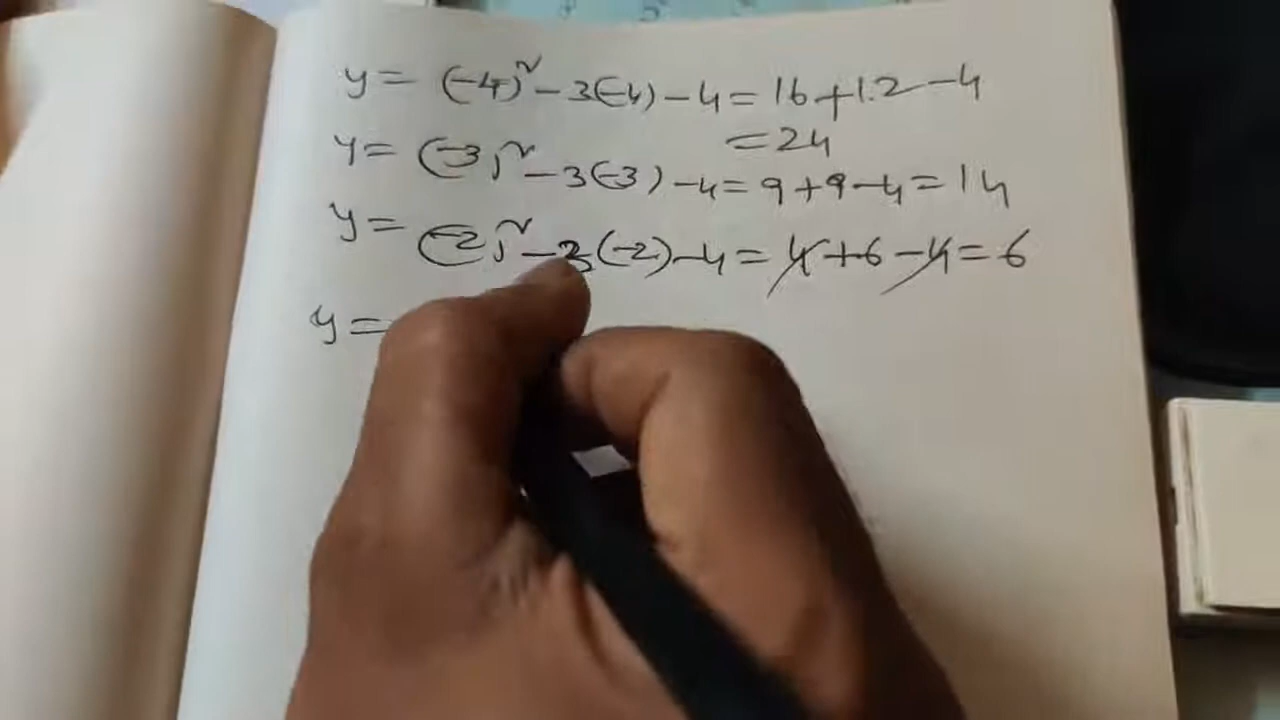 y = (-4)² - 3(-4) - 4 = 16 + 12 - 4
= 24
y = (-3)² - 3(-3) - 4 = 9 + 9 - 4 = 14
y = (-2)² - 3(-2) - 4 = 4 + 6 - 4 = 6
y =